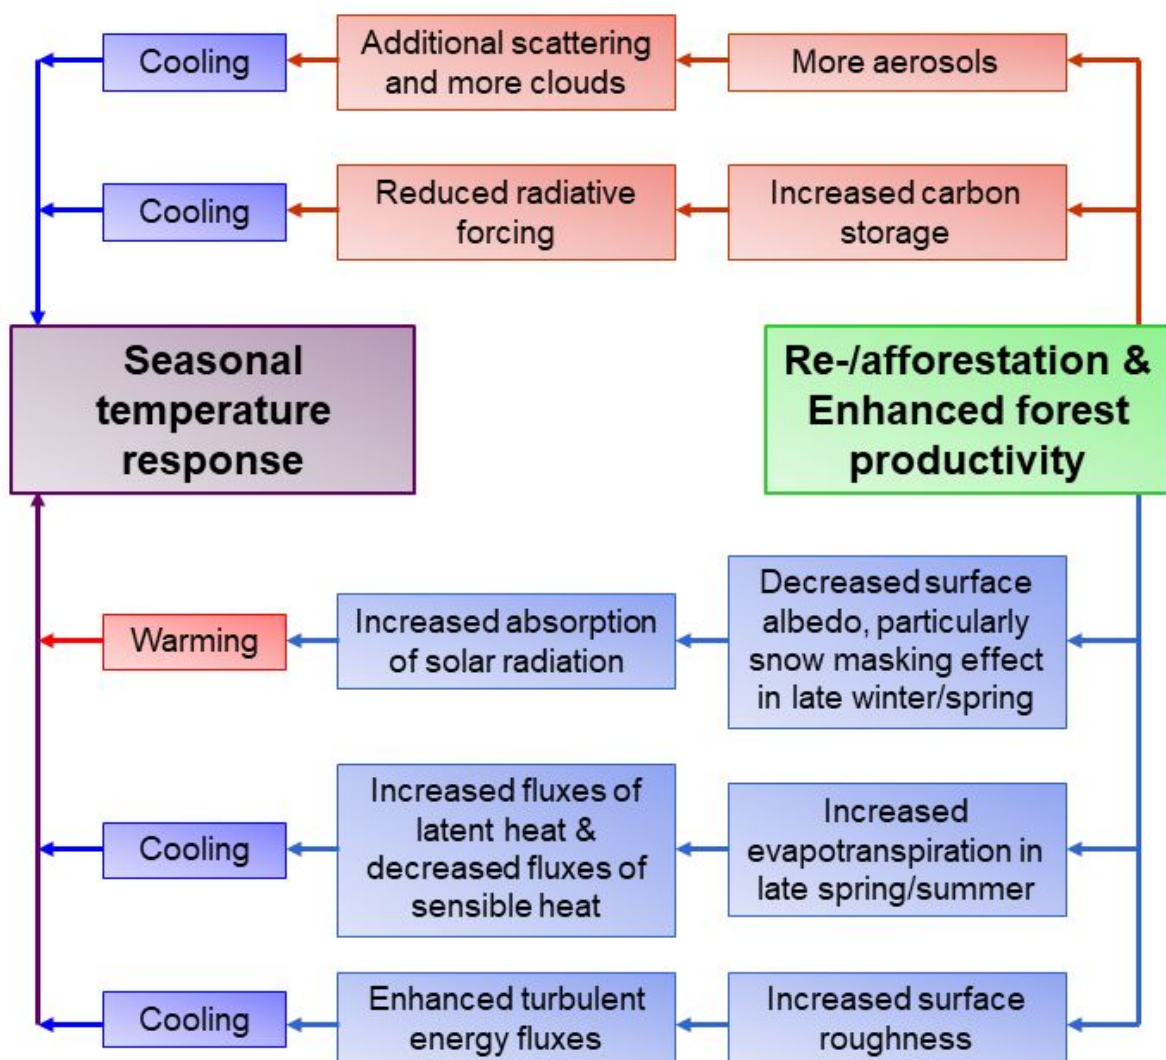 Cooling
Additional scattering
and more clouds
More aerosols
Cooling
Reduced radiative
forcing
Increased carbon
storage
Seasonal
temperature
response
Re-/afforestation &
Enhanced forest
productivity
Warming
Increased absorption
of solar radiation
Decreased surface
albedo, particularly
snow masking effect
in late winter/spring
Cooling
Increased fluxes of
latent heat &
decreased fluxes of
sensible heat
Increased
evapotranspiration in
late spring/summer
Cooling
Enhanced turbulent
energy fluxes
Increased surface
roughness